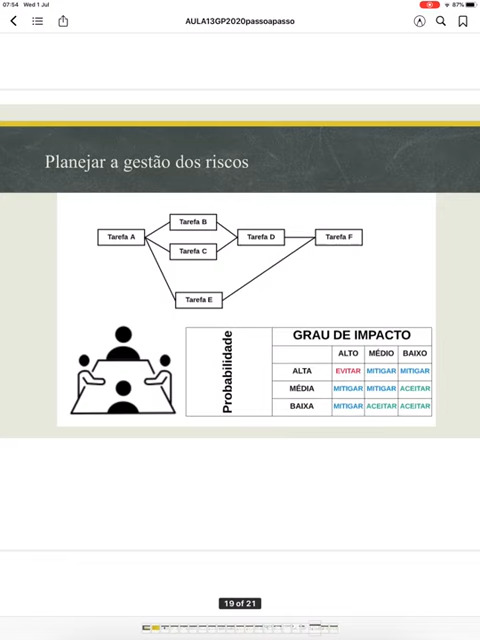 07:54 Wed 1 Jul
87%
AULA13GP2020passoapasso
Planejar a gestão dos riscos
Tarefa B
Tarefa A
Tarefa D
Tarefa F
Tarefa C
Tarefa E
Probabilidade
GRAU DE IMPACTO
ALTO MÉDIO BAIXO
ALTA EVITAR MITIGAR MITIGAR
MÉDIA MITIGAR MITIGAR ACEITAR
BAIXA MITIGAR ACEITAR ACEITAR
19 of 21